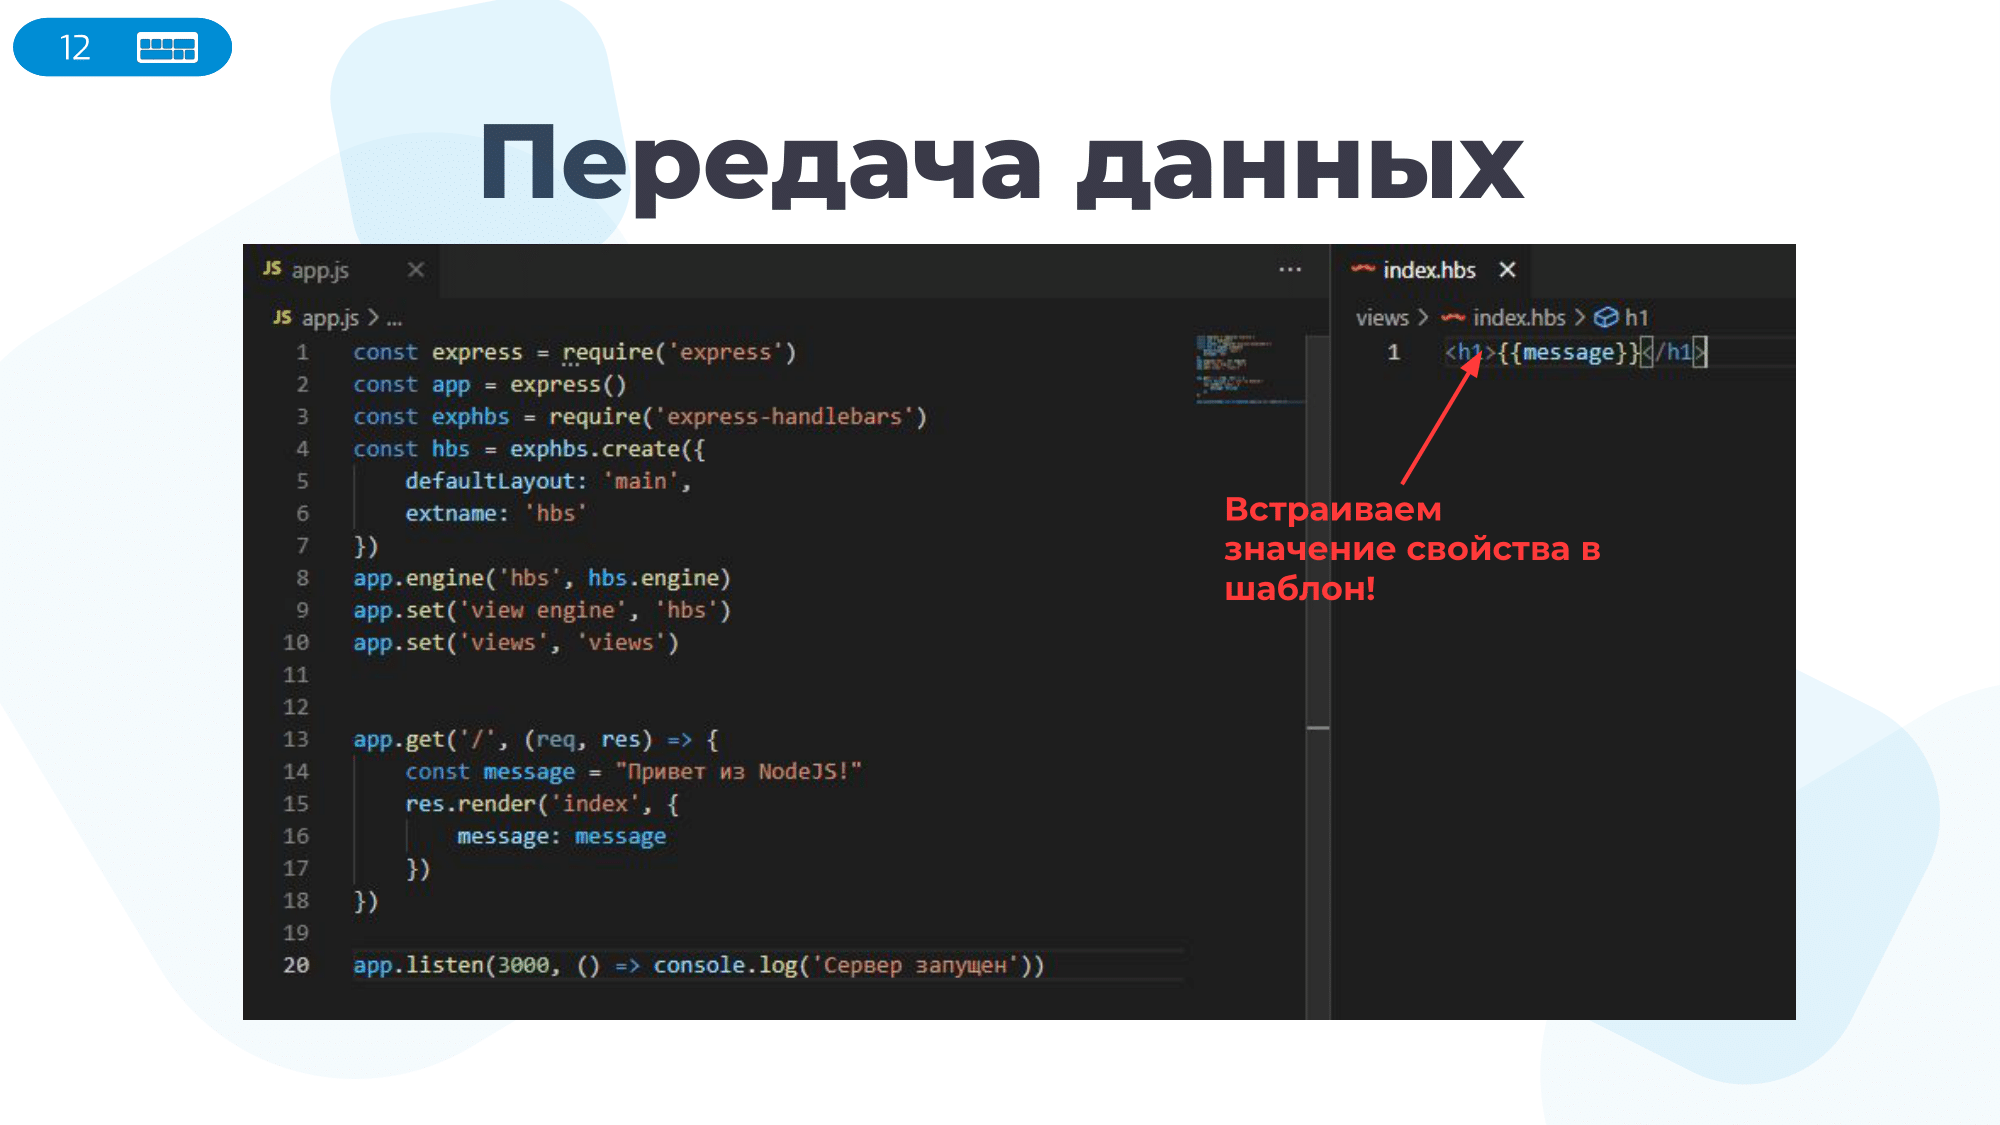 12
Передача данных
JS app.js
JS app.js > ...
1 const express = require('express')
2 const app = express()
3 const exphbs = require('express-handlebars')
4 const hbs = exphbs.create({
5     defaultLayout: 'main',
6     extname: 'hbs'
7 })
8 app.engine('hbs', hbs.engine)
9 app.set('view engine', 'hbs')
10 app.set('views', 'views')
11
12
13 app.get('/', (req, res) => {
14     const message = "Привет из NodeJS!"
15     res.render('index', {
16         message: message
17     })
18 })
19
20 app.listen(3000, () => console.log('Сервер запущен'))
index.hbs
views > index.hbs > h1
1 <h1>{{message}}</h1>
Встраиваем
значение свойства в
шаблон!